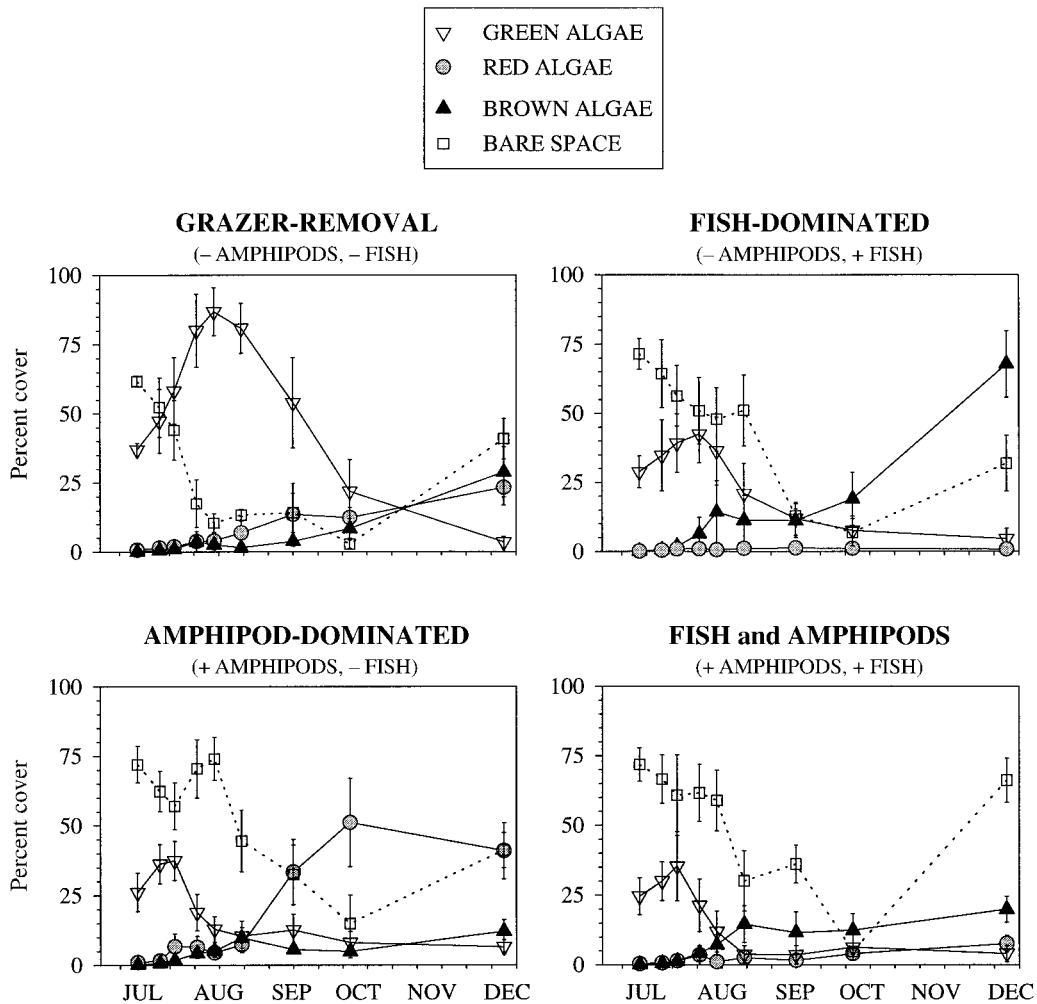 GREEN ALGAE
RED ALGAE
BROWN ALGAE
BARE SPACE
GRAZER-REMOVAL
(– AMPHIPODS, – FISH)
FISH-DOMINATED
(– AMPHIPODS, + FISH)
100
75
50
25
0
Percent cover
100
75
50
25
0
AMPHIPOD-DOMINATED
(+ AMPHIPODS, – FISH)
FISH and AMPHIPODS
(+ AMPHIPODS, + FISH)
100
75
50
25
0
Percent cover
JUL AUG SEP OCT NOV DEC
100
75
50
25
0
JUL AUG SEP OCT NOV DEC